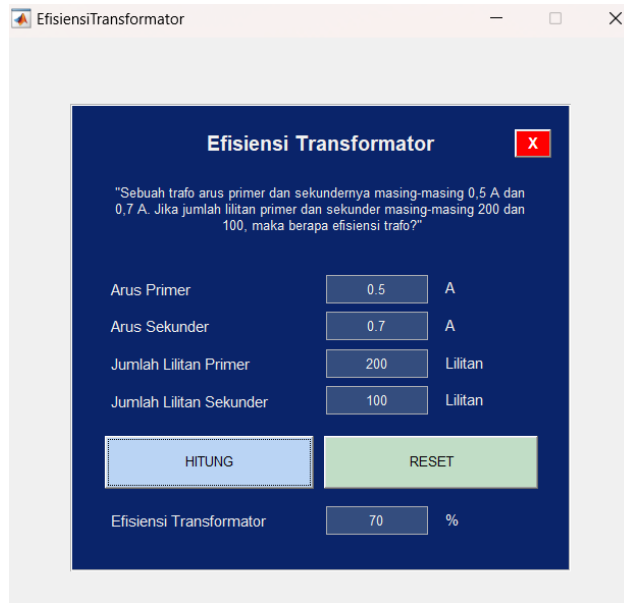 EfisiensiTransformator
Efisiensi Transformator
X
"Sebuah trafo arus primer dan sekundernya masing-masing 0,5 A dan
0,7 A. Jika jumlah lilitan primer dan sekunder masing-masing 200 dan
100, maka berapa efisiensi trafo?"
Arus Primer 0.5 A
Arus Sekunder 0.7 A
Jumlah Lilitan Primer 200 Lilitan
Jumlah Lilitan Sekunder 100 Lilitan
HITUNG RESET
Efisiensi Transformator 70 %